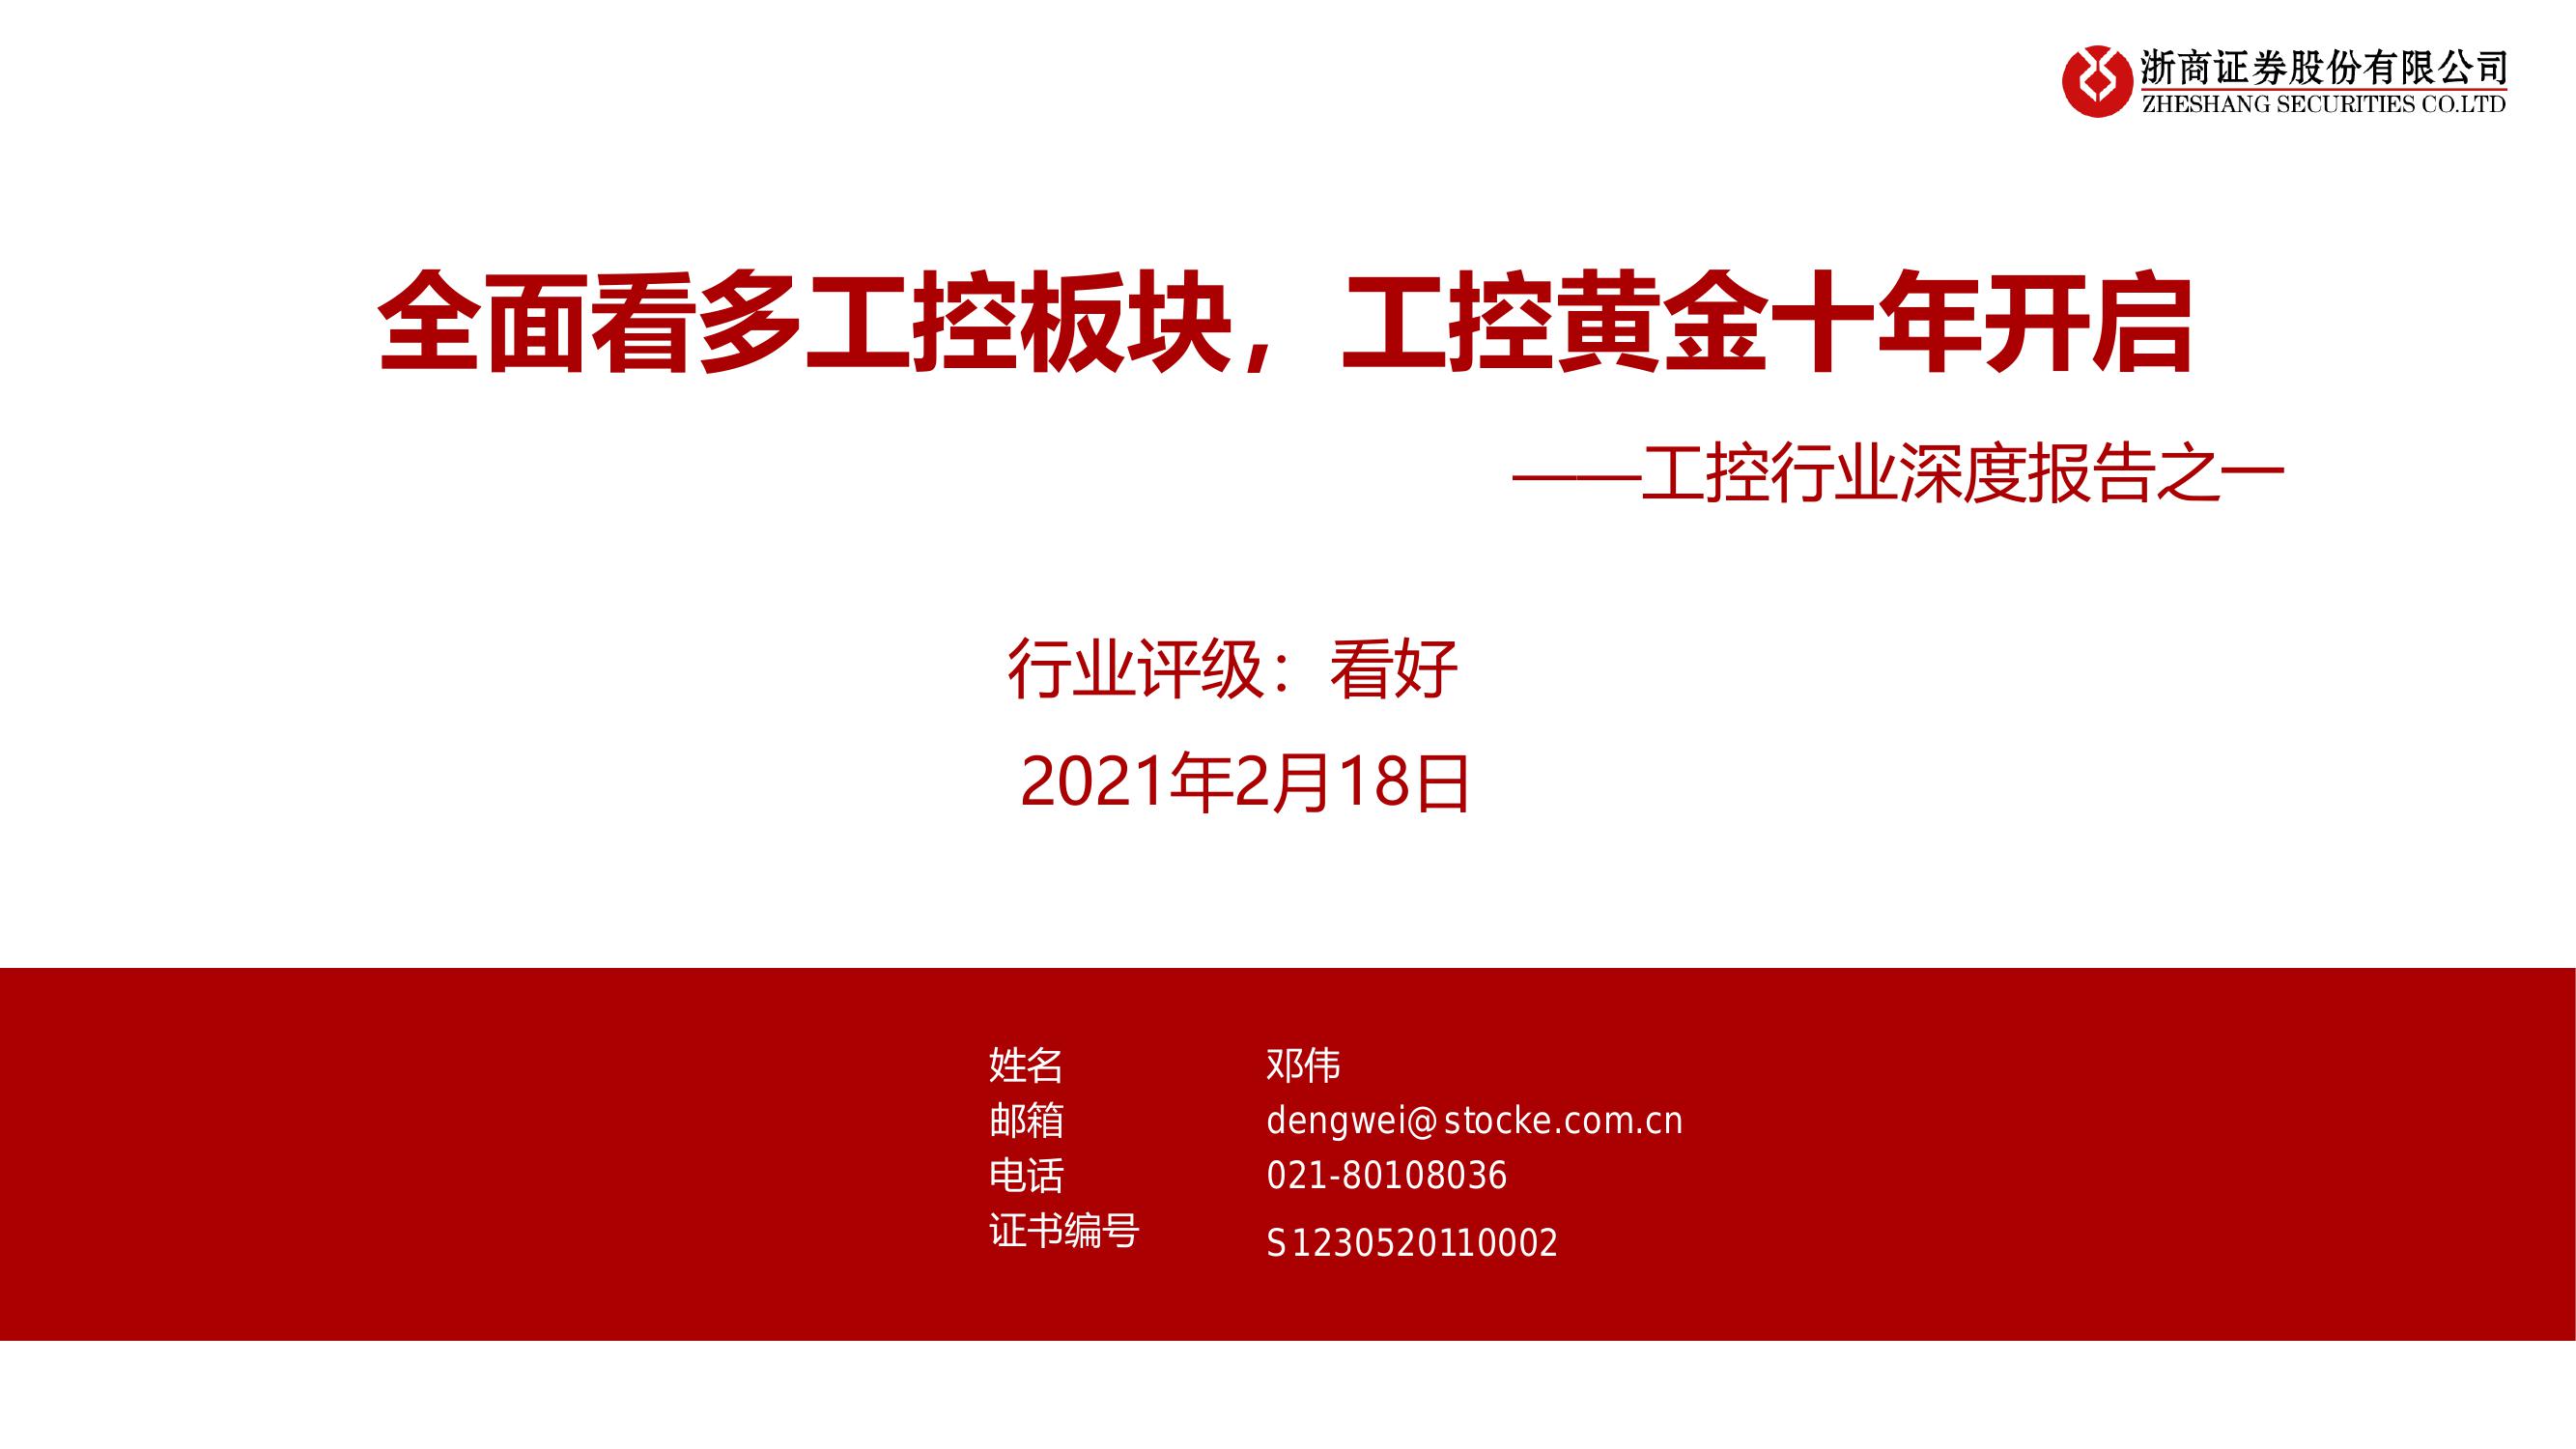 浙商证券股份有限公司
ZHESHANG SECURITIES CO.LTD
全面看多工控板块，工控黄金十年开启
——工控行业深度报告之一
行业评级：看好
2021年2月18日
姓名 邓伟
邮箱 dengwei@stocke.com.cn
电话 021-80108036
证书编号 S1230520110002